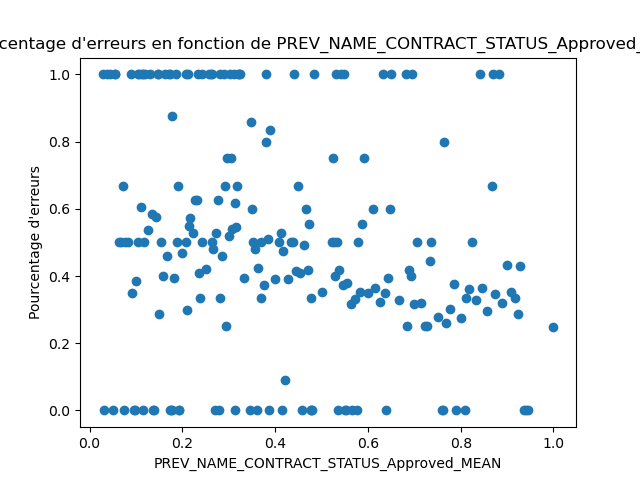 centage d'erreurs en fonction de PREV_NAME_CONTRACT_STATUS_Approved_
Pourcentage d'erreurs
1.0
0.8
0.6
0.4
0.2
0.0
0.0 0.2 0.4 0.6 0.8 1.0
PREV_NAME_CONTRACT_STATUS_Approved_MEAN